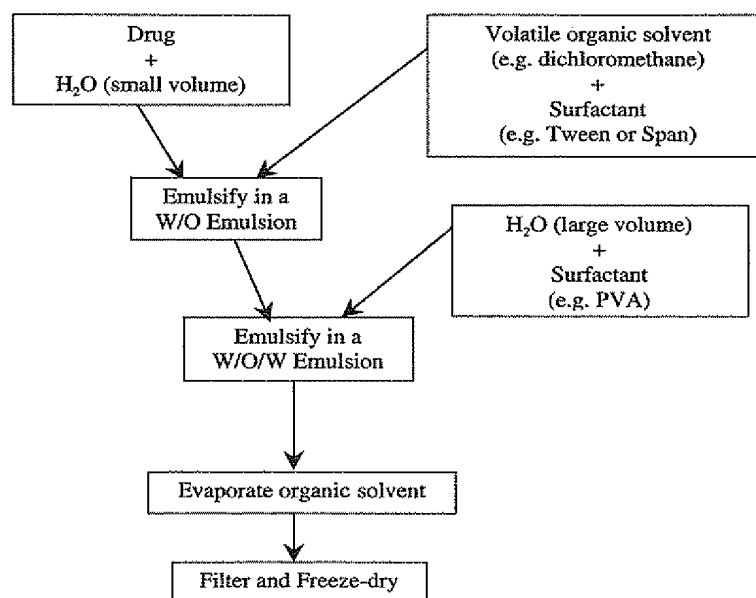 Drug
+
H₂O (small volume)
Volatile organic solvent
(e.g. dichloromethane)
+
Surfactant
(e.g. Tween or Span)
Emulsify in a
W/O Emulsion
H₂O (large volume)
+
Surfactant
(e.g. PVA)
Emulsify in a
W/O/W Emulsion
Evaporate organic solvent
Filter and Freeze-dry